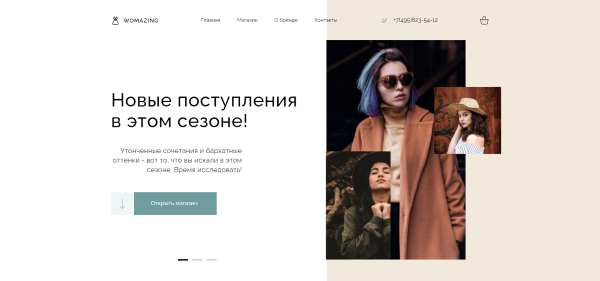 WOMAZING
Главная Магазин О бренде Контакты
+7(495)823-54-12
Новые поступления
в этом сезоне!
Утонченные сочетания и бархатные
оттенки - вот то, что вы искали в этом
сезоне. Время исследовать!
Открыть магазин